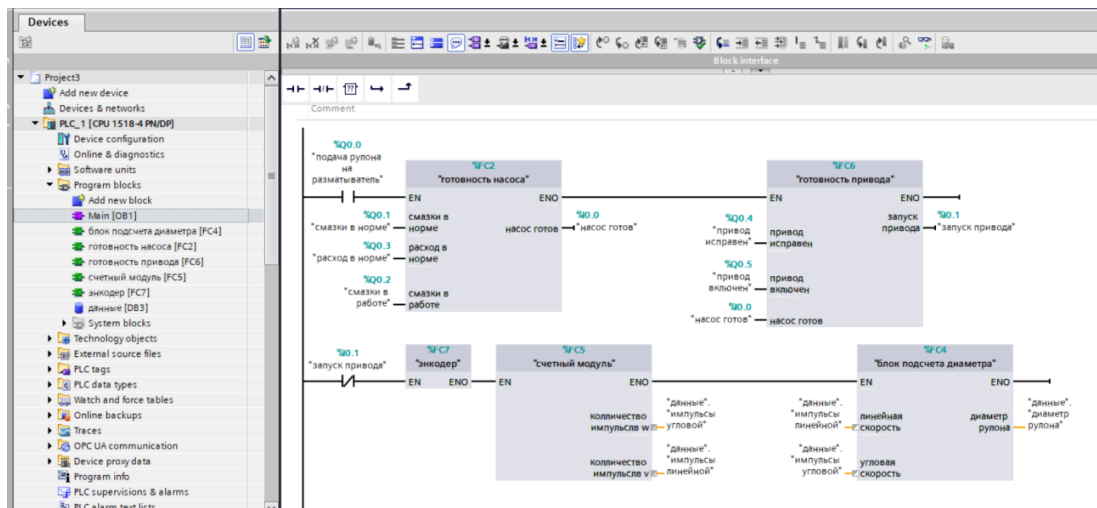 Devices
Project3
Add new device
Devices & networks
PLC_1 [CPU 1518-4 PN/DP]
Device configuration
Online & diagnostics
Software units
Program blocks
Add new block
Main [OB1]
блок подсчета диаметра [FC4]
готовность насоса [FC2]
готовность привода [FC6]
счетный модуль [FC5]
энкодер [FC7]
данные [DB3]
System blocks
Technology objects
External source files
PLC tags
PLC data types
Watch and force tables
Online backups
Traces
OPC UA communication
Device proxy data
Program info
PLC supervisions & alarms
PLC alarm text lists
Block interface
Comment
%Q0.0
"подача рулона
на
разматыватель"
%FC2
"готовность насоса"
EN ENO
%Q0.1
"смазки в норме"
смазки в
норме
%Q0.3
"расход в норме"
расход в
норме
%Q0.2
"смазки в
работе"
смазки в
работе
насос готов
%I0.0
"насос готов"
%FC6
"готовность привода"
EN ENO
%Q0.4
"привод
исправен"
привод
исправен
%Q0.5
"привод
включен"
привод
включен
%I0.0
"насос готов"
насос готов
запуск
привода
%I0.1
"запуск привода"
%I0.1
"запуск привода"
%FC7
"энкодер"
EN ENO
%FC5
"счетный модуль"
EN ENO
колличество
импульслв w
"данные".
"импульсы
угловой"
колличество
импульслв v
"данные".
"импульсы
линейной"
%FC4
"блок подсчета диаметра"
EN ENO
"данные".
"импульсы
линейной"
линейная
скорость
"данные".
"импульсы
угловой"
угловая
скорость
диаметр
рулона
"данные".
"диаметр
рулона"